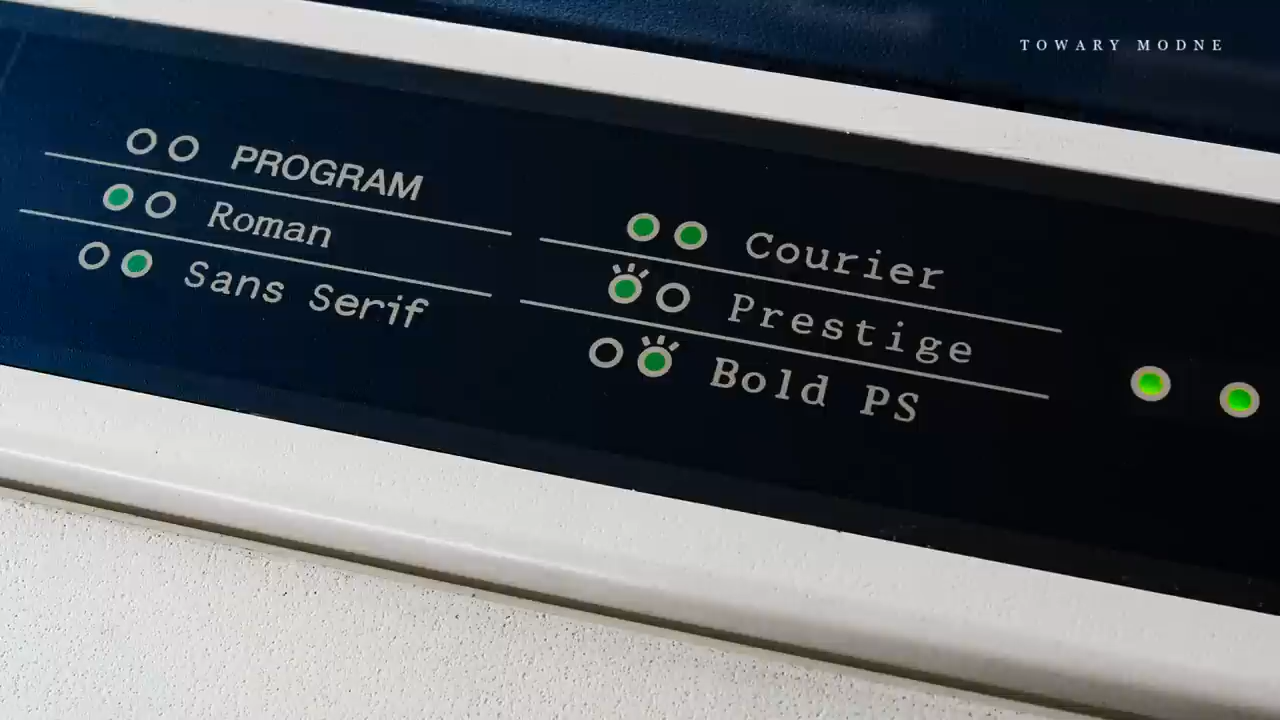 TOWARY MODNE
PROGRAM
Roman
Sans Serif
Courier
Prestige
Bold PS